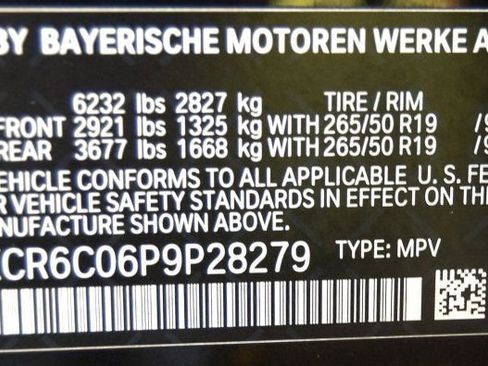 BY BAYERISCHE MOTOREN WERKE A
6232 lbs 2827 kg TIRE / RIM
FRONT 2921 lbs 1325 kg WITH 265/50 R19 /9
REAR 3677 lbs 1668 kg WITH 265/50 R19 /9
VEHICLE CONFORMS TO ALL APPLICABLE U. S. FE
R VEHICLE SAFETY STANDARDS IN EFFECT ON THE
NUFACTURE SHOWN ABOVE.
CR6C06P9P28279 TYPE: MPV